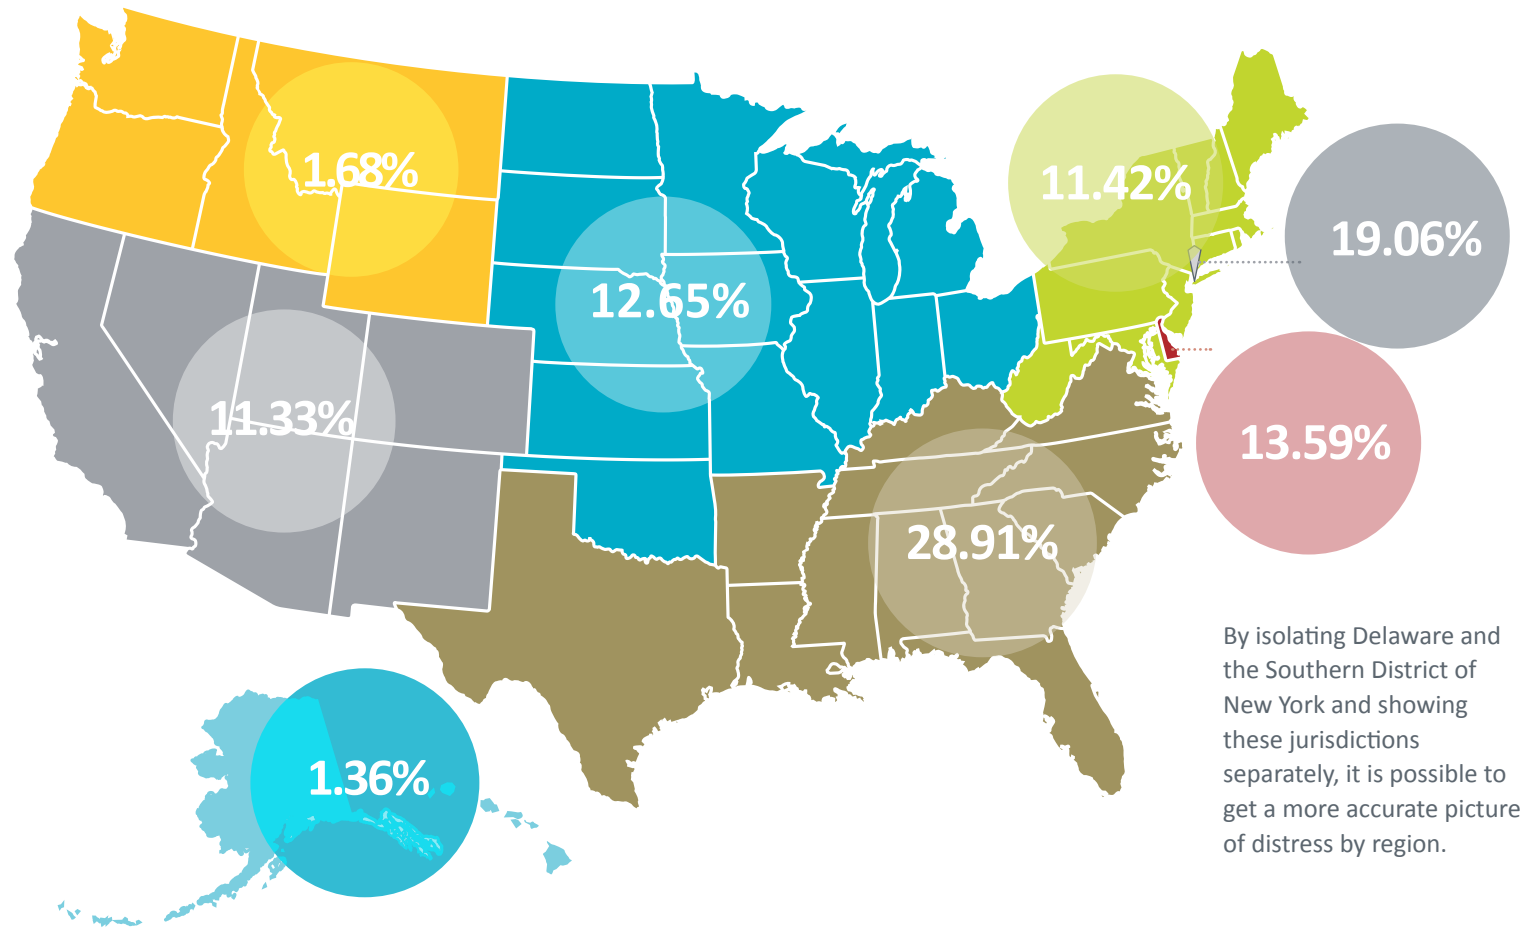 1.68%
11.42%
19.06%
12.65%
11.33%
13.59%
28.91%
By isolating Delaware and
the Southern District of
New York and showing
these jurisdictions
separately, it is possible to
get a more accurate picture
of distress by region.
1.36%